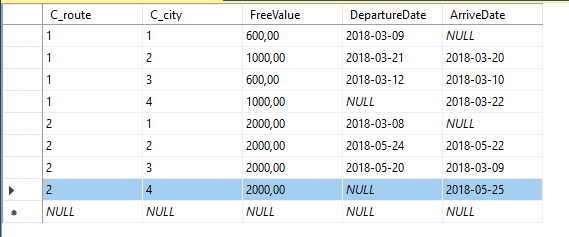 C_route C_city FreeValue DepartureDate ArriveDate
1 1 600,00 2018-03-09 NULL
1 2 1000,00 2018-03-21 2018-03-20
1 3 600,00 2018-03-12 2018-03-10
1 4 1000,00 NULL 2018-03-22
2 1 2000,00 2018-03-08 NULL
2 2 2000,00 2018-05-24 2018-05-22
2 3 2000,00 2018-05-20 2018-03-09
2 4 2000,00 NULL 2018-05-25
NULL NULL NULL NULL NULL